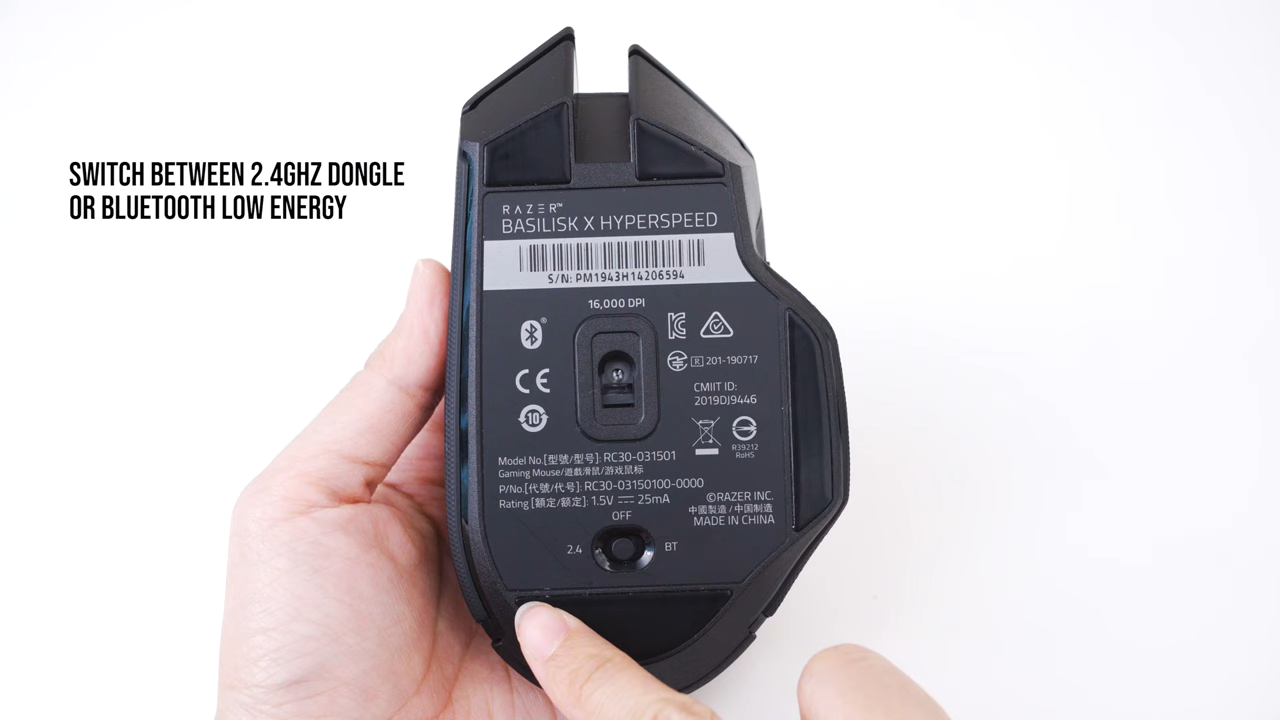 SWITCH BETWEEN 2.4GHZ DONGLE
OR BLUETOOTH LOW ENERGY
RAZER™
BASILISK X HYPERSPEED
S/N: PM1943H14206594
16,000 DPI
®
CE
10
R 201-190717
CMIIT ID:
2019DJ9446
R39212
RoHS
Model No.[型號/型号]: RC30-031501
Gaming Mouse/遊戲滑鼠/游戏鼠标
P/No.[代號/代号]: RC30-03150100-0000
Rating [額定/额定]: 1.5V 25mA
©RAZER INC.
中國製造 / 中国制造
MADE IN CHINA
OFF
2.4
BT